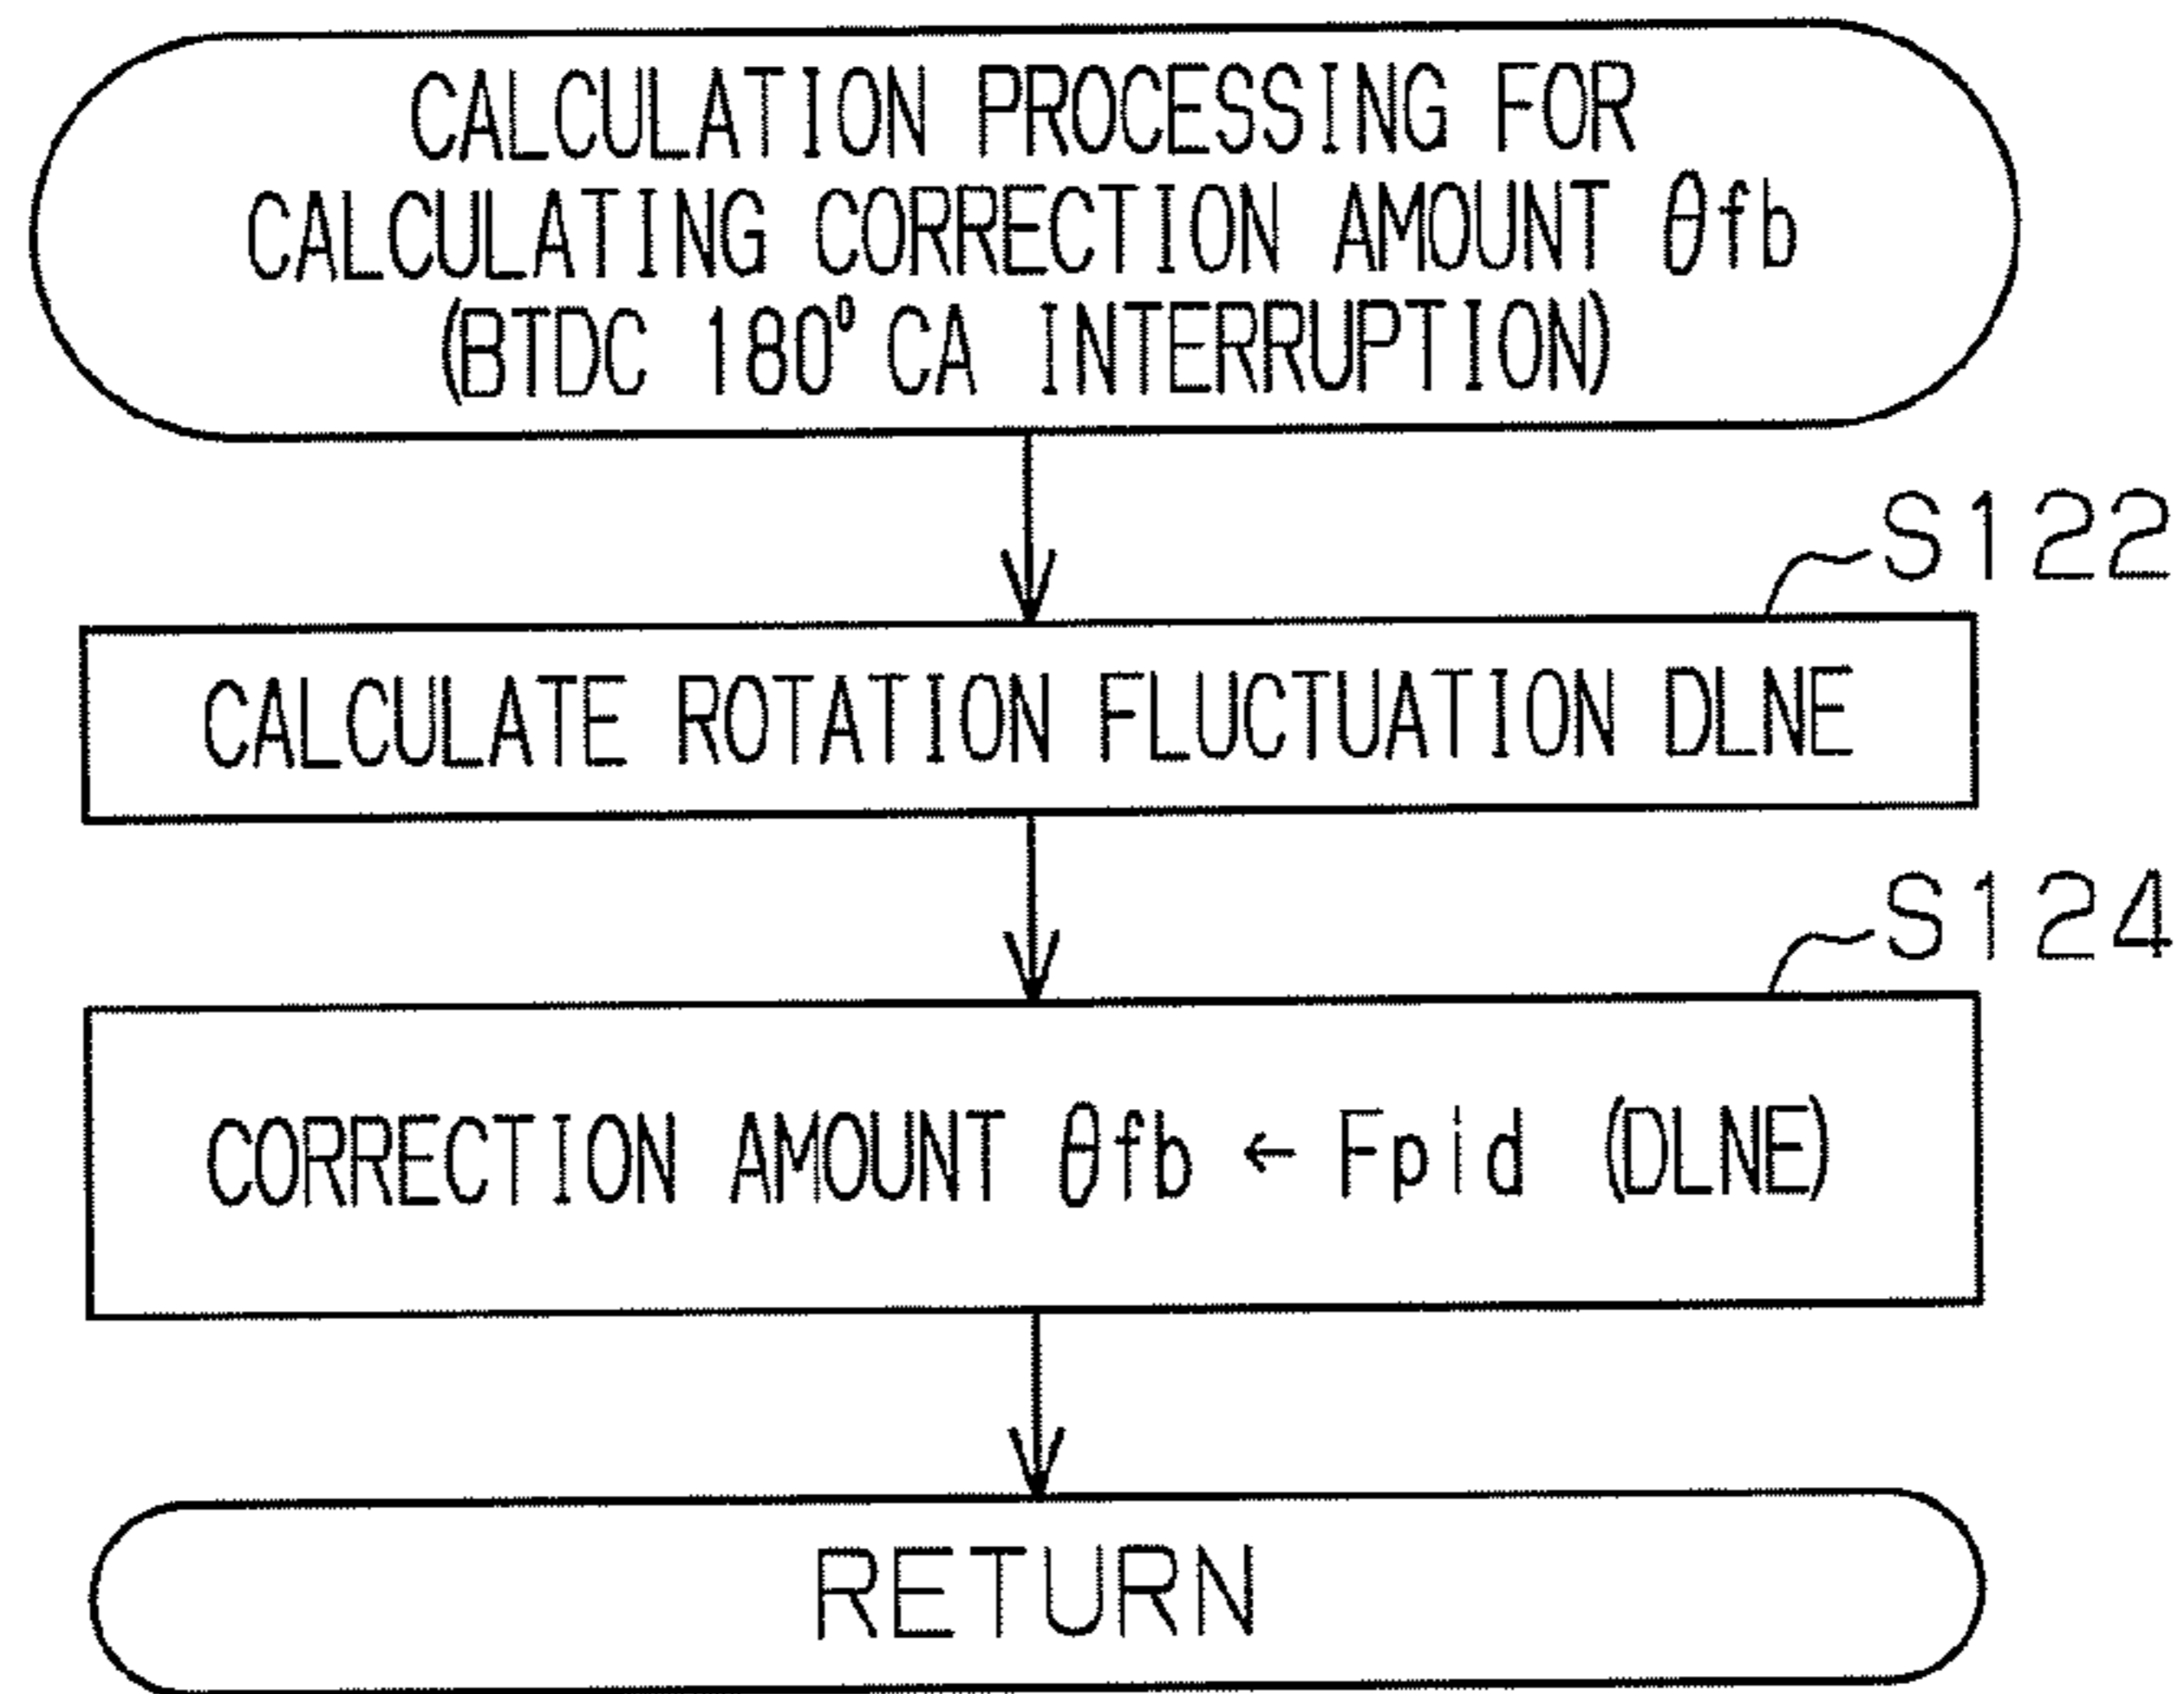 CALCULATION PROCESSING FOR
CALCULATING CORRECTION AMOUNT θfb
(BTDC 180° CA INTERRUPTION)
S122
CALCULATE ROTATION FLUCTUATION DLNE
S124
CORRECTION AMOUNT θfb ← Fpid (DLNE)
RETURN